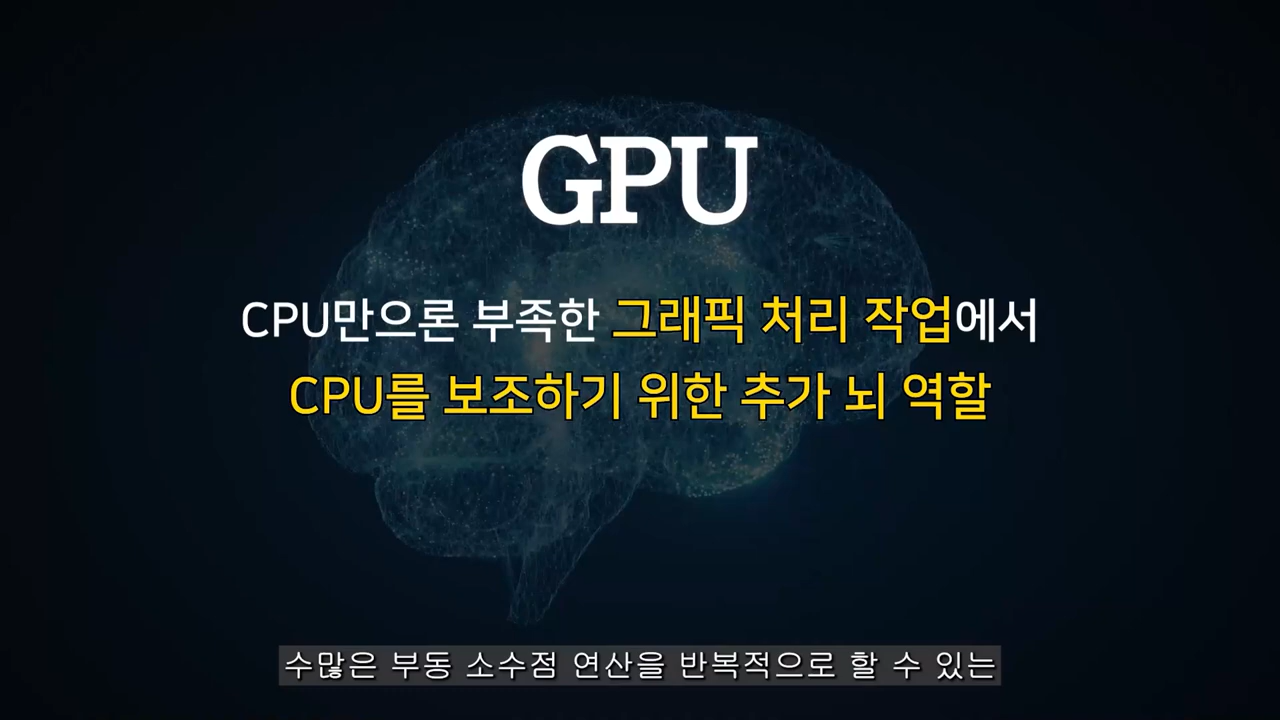 GPU
CPU만으론 부족한 그래픽 처리 작업에서
CPU를 보조하기 위한 추가 뇌 역할
수많은 부동 소수점 연산을 반복적으로 할 수 있는